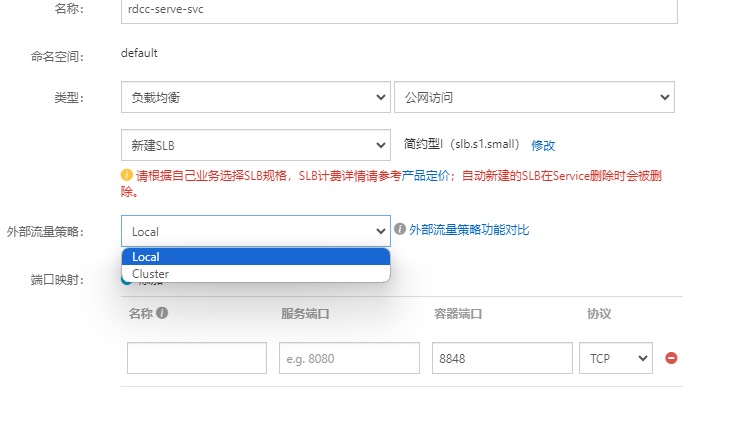 名称： rdcc-serve-svc
命名空间： default
类型： 负载均衡 公网访问
新建SLB 简约型I（slb.s1.small） 修改
请根据自己业务选择SLB规格，SLB计费详情请参考产品定价；自动新建的SLB在Service删除时会被删
除。
外部流量策略： Local 外部流量策略功能对比
Local
Cluster
端口映射：
名称 服务端口 容器端口 协议
e.g. 8080 8848 TCP